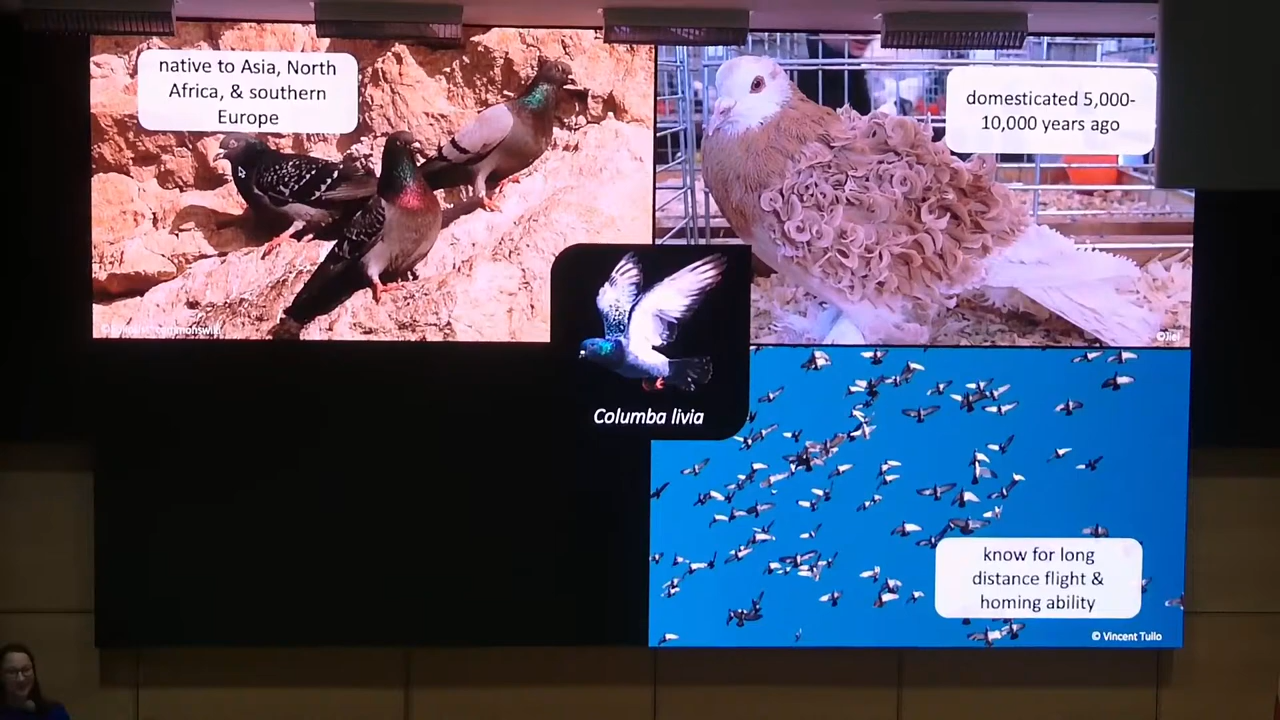 native to Asia, North
Africa, & southern
Europe
domesticated 5,000-
10,000 years ago
©Jiel
Columba livia
know for long
distance flight &
homing ability
© Vincent Tuilo